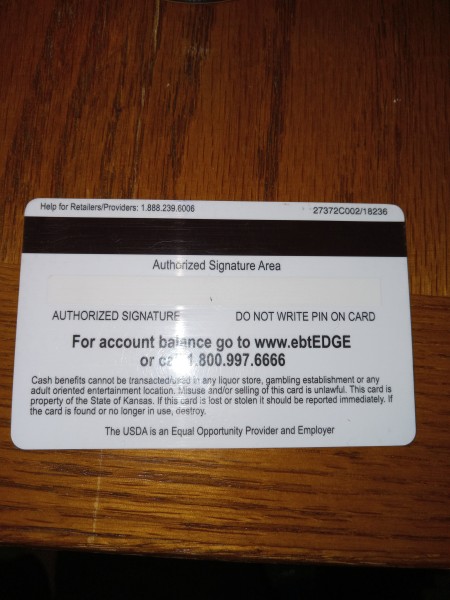 Help for Retailers/Providers: 1.888.239.6006
27372C002/18236
Authorized Signature Area
AUTHORIZED SIGNATURE
DO NOT WRITE PIN ON CARD
For account balance go to www.ebtEDGE
or call 1.800.997.6666
Cash benefits cannot be transacted/used in any liquor store, gambling establishment or any
adult oriented entertainment location. Misuse and/or selling of this card is unlawful. This card is
property of the State of Kansas. If this card is lost or stolen it should be reported immediately. If
the card is found or no longer in use, destroy.
The USDA is an Equal Opportunity Provider and Employer